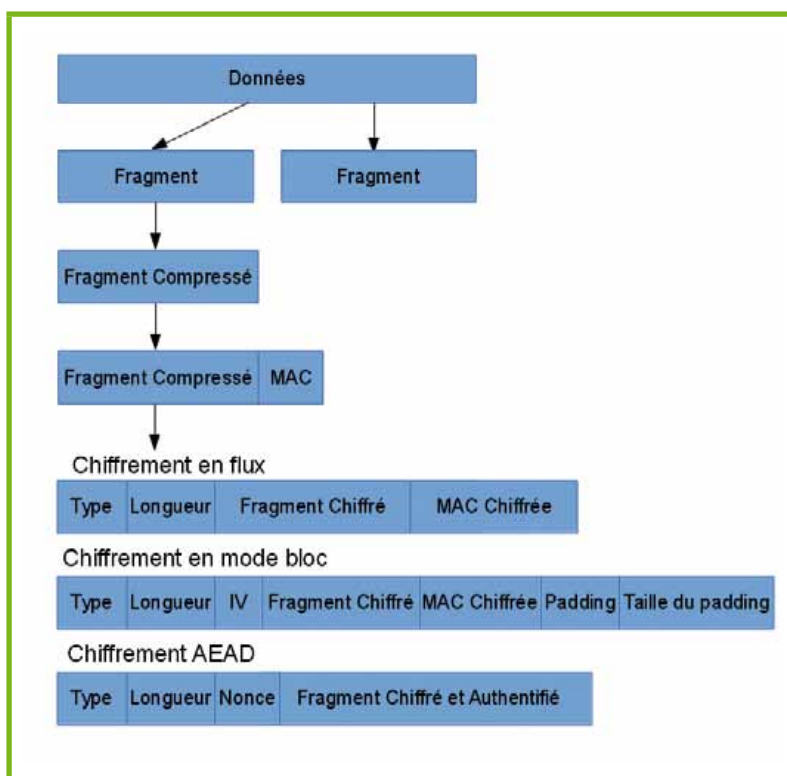 Données
Fragment Fragment
Fragment Compressé
Fragment Compressé MAC
Chiffrement en flux
Type Longueur Fragment Chiffré MAC Chiffrée
Chiffrement en mode bloc
Type Longueur IV Fragment Chiffré MAC Chiffrée Padding Taille du padding
Chiffrement AEAD
Type Longueur Nonce Fragment Chiffré et Authentifié